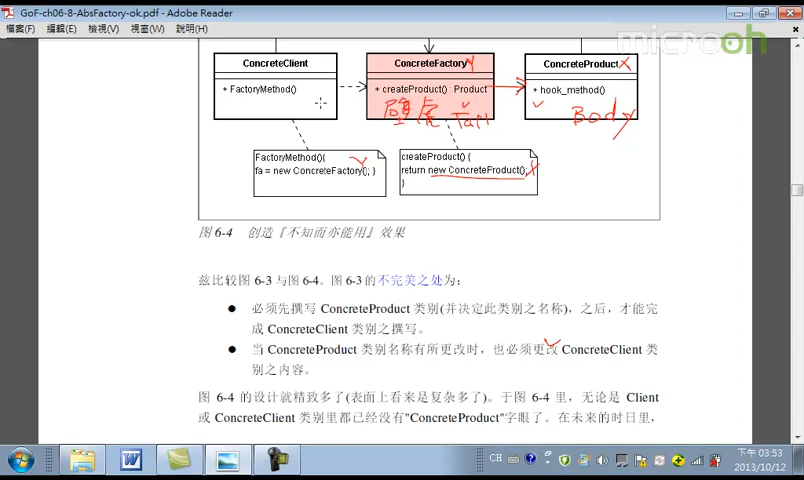 GoF-ch06-8-AbsFactory-ok.pdf - Adobe Reader
檔案(F) 編輯(E) 檢視(V) 視窗(W) 說明(H)
microoh
ConcreteClient
+ FactoryMethod()
ConcreteFactory Y
+ createProduct() : Product
壁虎 Tail
ConcreteProduct X
+ hook_method()
Body
FactoryMethod(){
fa = new ConcreteFactory(); }
Y
createProduct() {
return new ConcreteProduct(); X
}
图 6-4 创造『不知而亦能用』效果
兹比较图 6-3 与图 6-4。图 6-3 的不完美之处为：
● 必须先撰写 ConcreteProduct 类别(并决定此类别之名称)，之后，才能完
成 ConcreteClient 类别之撰写。
● 当 ConcreteProduct 类别名称有所更改时，也必须更改 ConcreteClient 类
别之内容。
图 6-4 的设计就精致多了(表面上看来是复杂多了)。于图 6-4 里，无论是 Client
或 ConcreteClient 类别里都已经没有"ConcreteProduct"字眼了。在未来的时日里，
CH
下午 03:53
2013/10/12